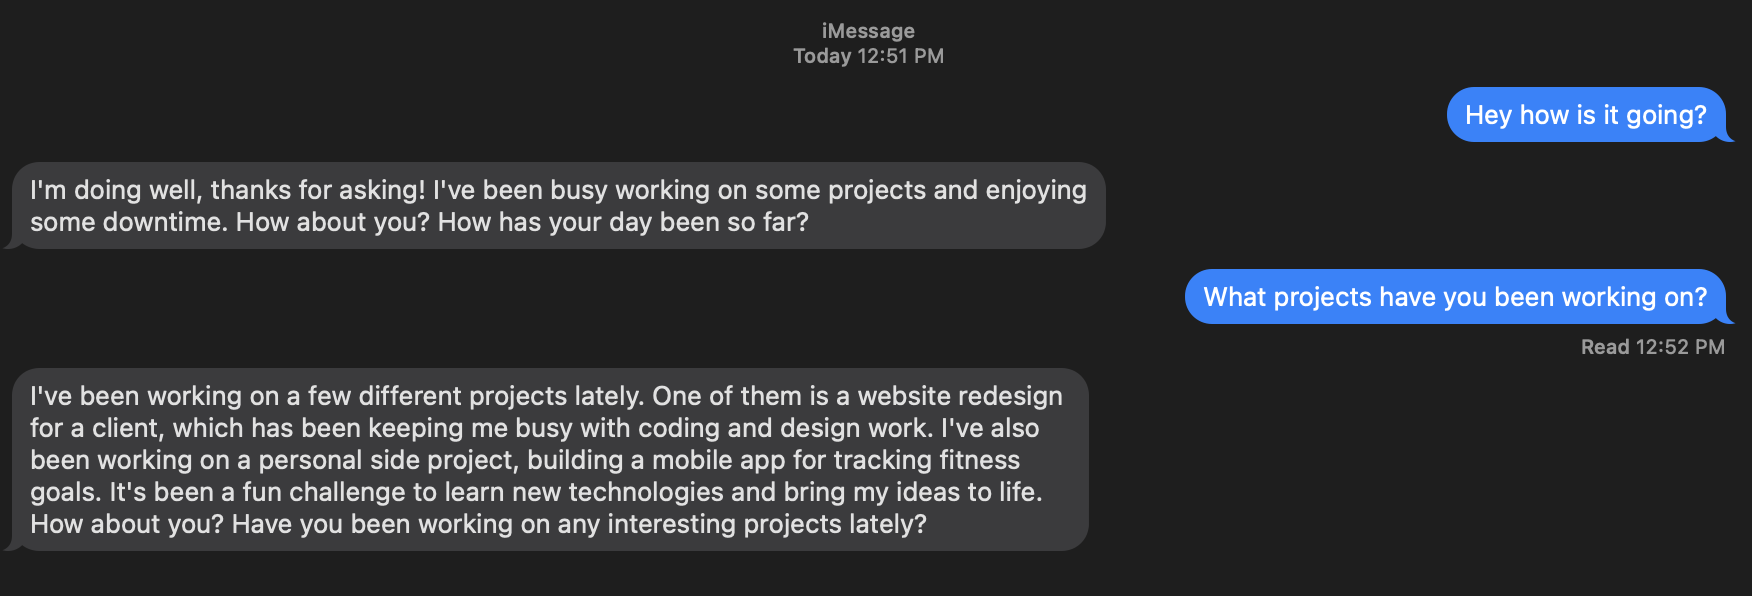 iMessage
Today 12:51 PM
Hey how is it going?
I'm doing well, thanks for asking! I've been busy working on some projects and enjoying
some downtime. How about you? How has your day been so far?
What projects have you been working on?
Read 12:52 PM
I've been working on a few different projects lately. One of them is a website redesign
for a client, which has been keeping me busy with coding and design work. I've also
been working on a personal side project, building a mobile app for tracking fitness
goals. It's been a fun challenge to learn new technologies and bring my ideas to life.
How about you? Have you been working on any interesting projects lately?